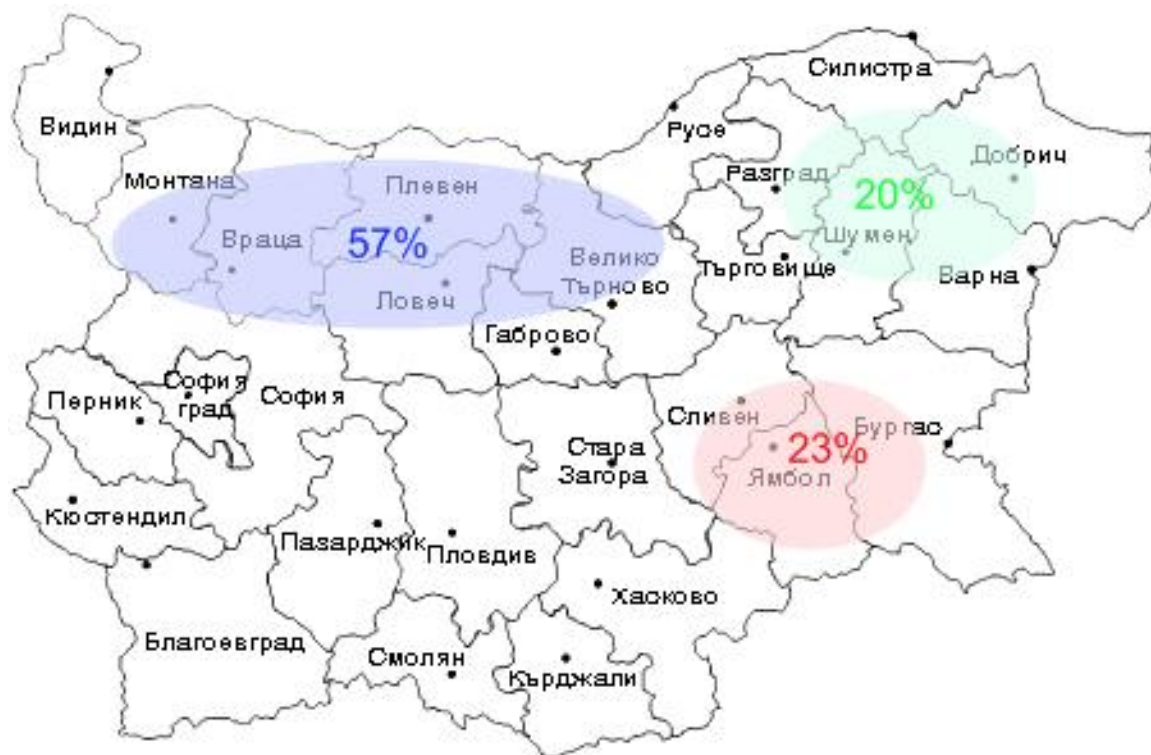 Силистра
Видин
Русе
Добрич
Монтана
Плевен
Разград
20%
Враца
57%
Шумен
Велико
Търново
Търговище
Варна
Ловеч
Габрово
София
град
София
Перник
Сливен
Бургас
Стара
Загора
23%
Ямбол
Кюстендил
Пазарджик
Пловдив
Хасково
Благоевград
Смолян
Кърджали